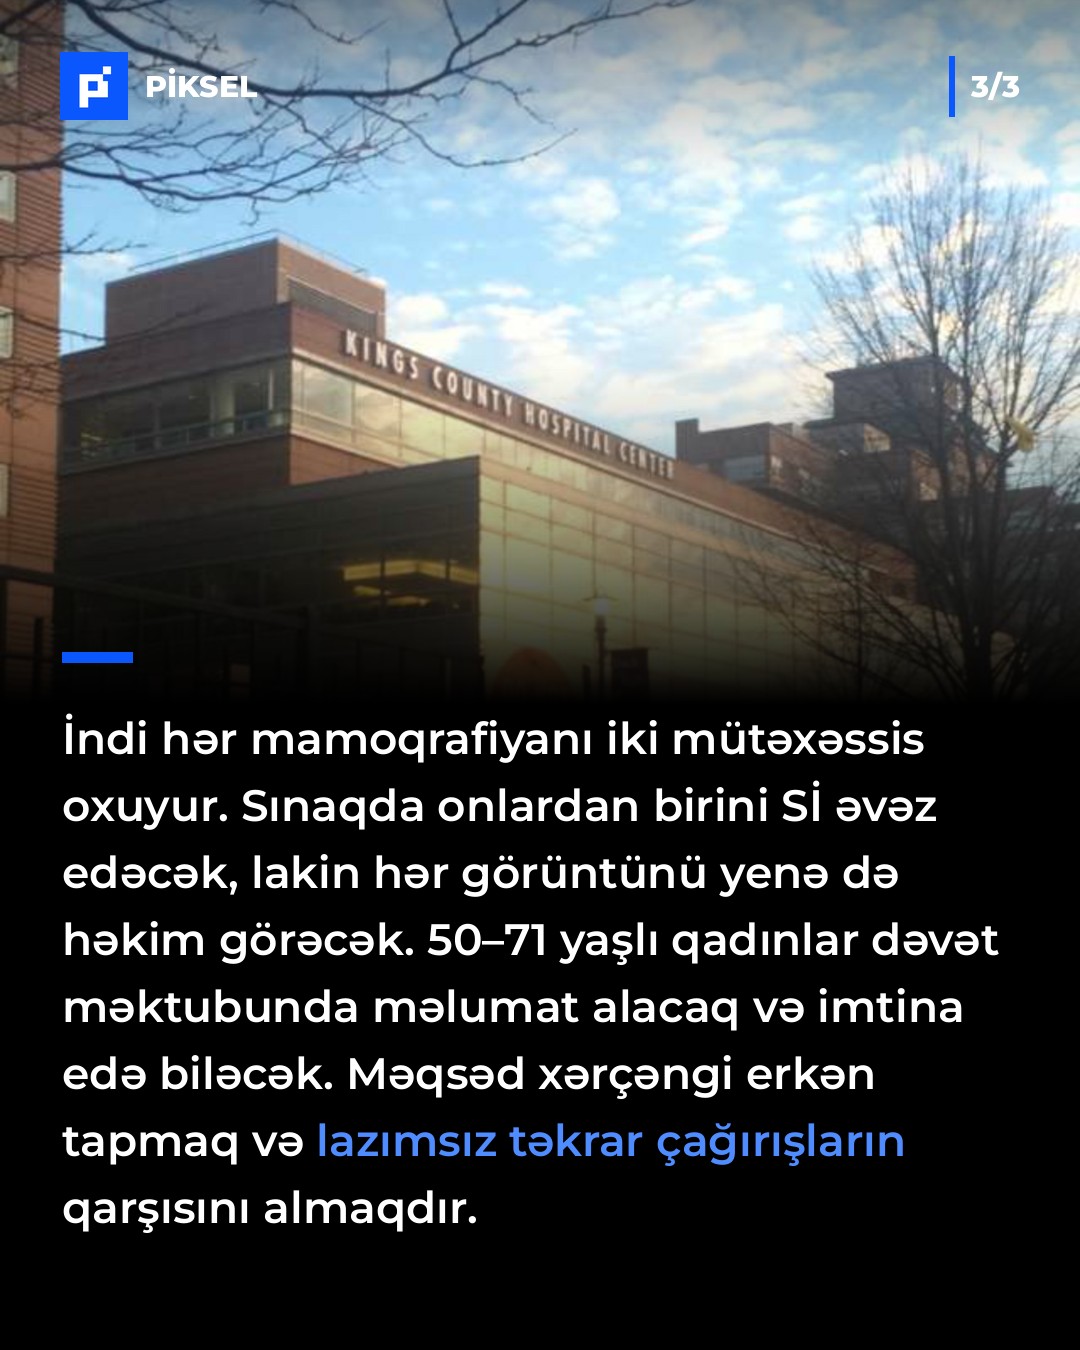 PİKSEL
3/3
KINGS COUNTY HOSPITAL CENTER
İndi hər mamoqrafiyanı iki mütəxəssis
oxuyur. Sınaqda onlardan birini Sİ əvəz
edəcək, lakin hər görüntünü yenə də
həkim görəcək. 50–71 yaşlı qadınlar dəvət
məktubunda məlumat alacaq və imtina
edə biləcək. Məqsəd xərçəngi erkən
tapmaq və lazımsız təkrar çağırışların
qarşısını almaqdır.